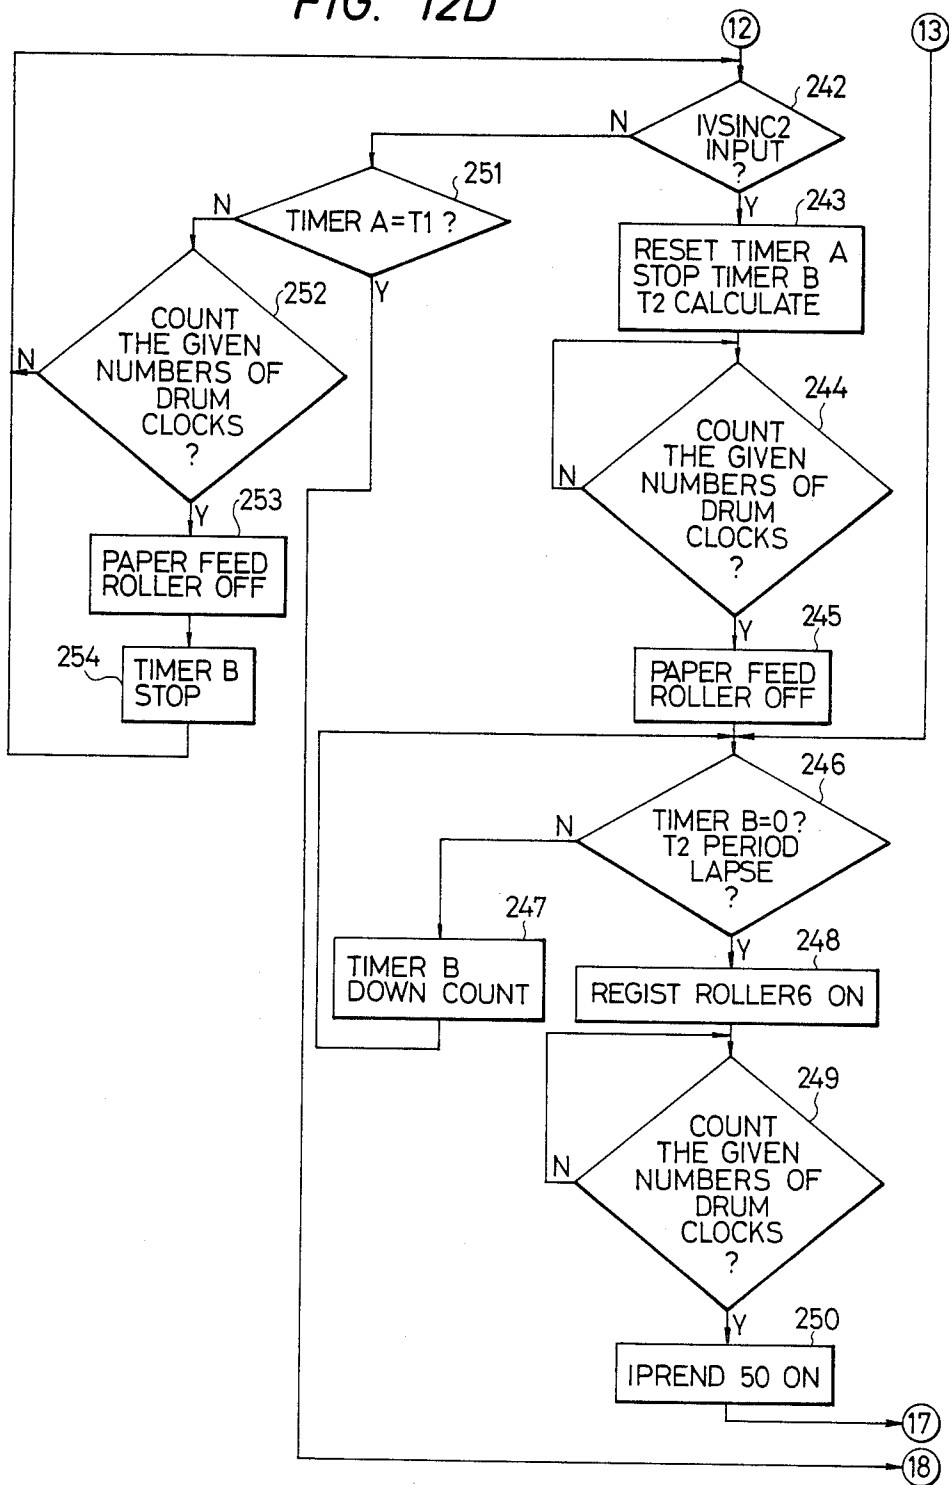 FIG. 12D
12
13
242
N
IVSINC2
INPUT
?
Y
251
N
TIMER A=T1 ?
Y
243
RESET TIMER A
STOP TIMER B
T2 CALCULATE
252
COUNT
THE GIVEN
NUMBERS OF
DRUM
CLOCKS
?
N
Y
244
COUNT
THE GIVEN
NUMBERS OF
DRUM
CLOCKS
?
N
Y
253
PAPER FEED
ROLLER OFF
254
TIMER B
STOP
245
PAPER FEED
ROLLER OFF
246
N
TIMER B=0?
T2 PERIOD
LAPSE
?
Y
247
TIMER B
DOWN COUNT
248
REGIST ROLLER6 ON
249
COUNT
THE GIVEN
NUMBERS OF
DRUM
CLOCKS
?
N
Y
250
IPREND 50 ON
17
18